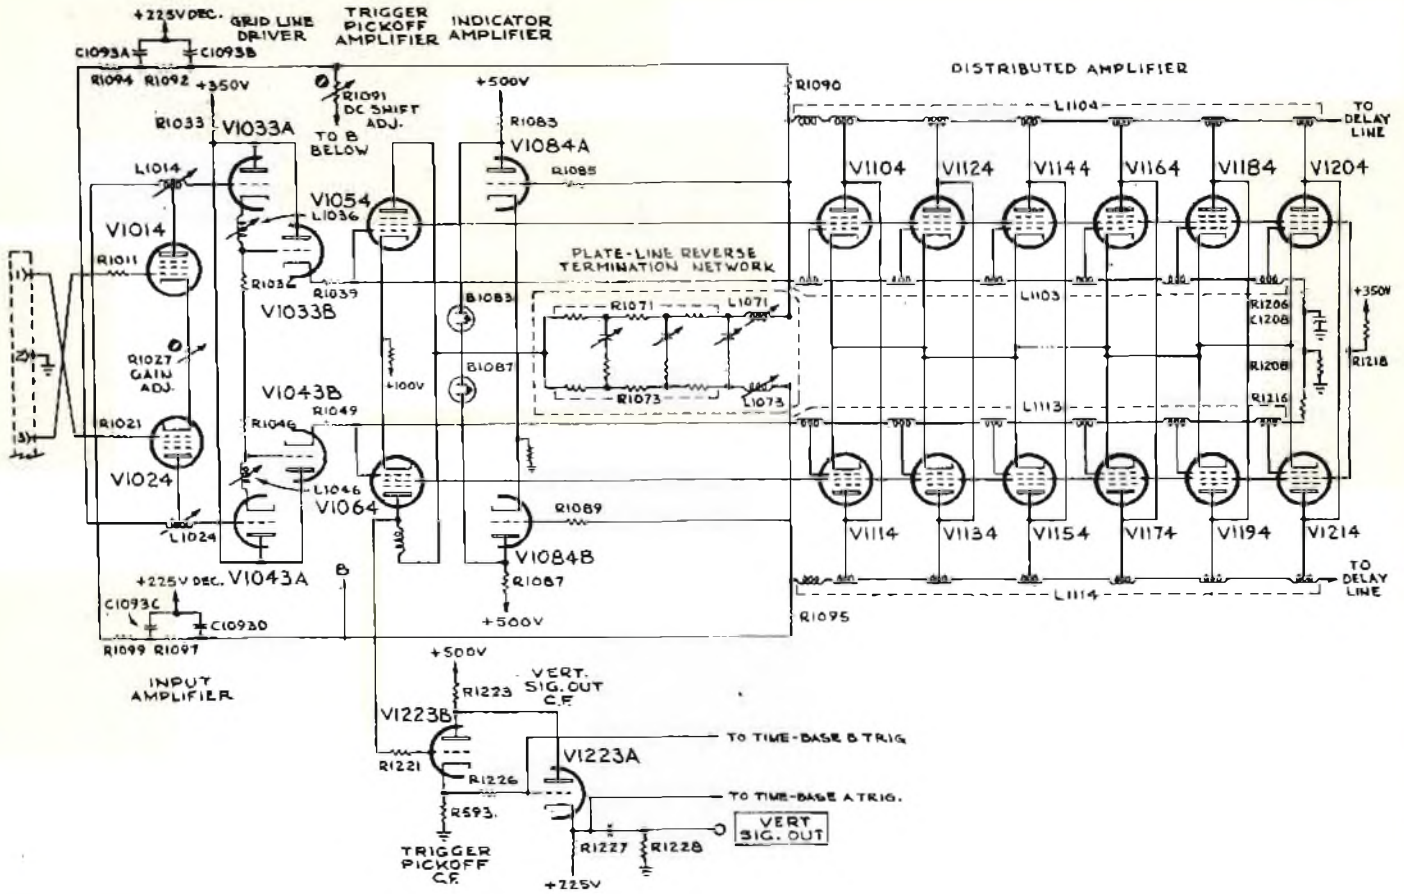 +225V DEC.
GRID LINE
DRIVER
TRIGGER
PICKOFF
AMPLIFIER
INDICATOR
AMPLIFIER
C1093A
C1093B
R1094
R1092
+350V
R1091
DC SHIFT
ADJ.
TO B
BELOW
+500V
R1083
DISTRIBUTED AMPLIFIER
R1090
L1104
TO
DELAY
LINE
R1033
V1033A
V1084A
R1085
L1014
V1054
L1036
V1104
V1124
V1144
V1164
V1184
V1204
V1014
R1011
1
R1036
R1039
V1033B
B1083
PLATE-LINE REVERSE
TERMINATION NETWORK
R1071
L1071
L1103
+350V
R1206
C1208
2
R1027
GAIN
ADJ.
+100V
B1087
R1208
R1218
V1043B
R1049
R1073
L1073
L1113
R1216
3
R1021
R1046
V1024
L1046
V1064
L1024
R1089
V1114
V1134
V1154
V1174
V1194
V1214
V1043A
B
V1084B
R1087
+500V
+225V DEC.
C1093C
C1093D
R1099
R1097
L1114
TO
DELAY
LINE
R1095
INPUT
AMPLIFIER
+500V
R1223
VERT.
SIG. OUT
C.F.
V1223B
V1223A
TO TIME-BASE B TRIG
R1221
R1226
TO TIME-BASE A TRIG.
R593.
VERT
SIG. OUT
R1227
R1228
TRIGGER
PICKOFF
C.F.
+225V